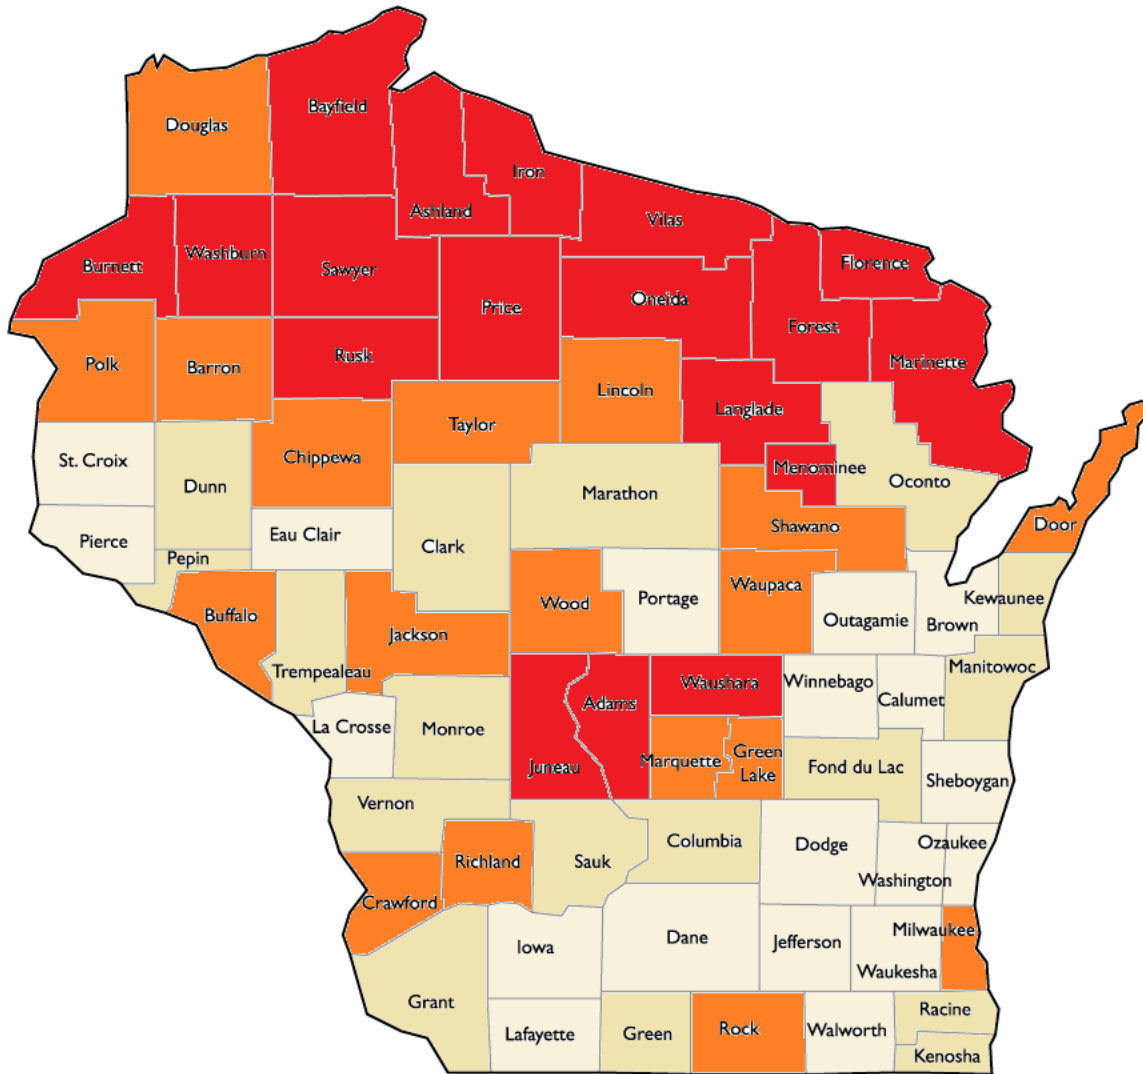 Bayfield
Douglas
Iron
Ashland
Vilas
Washburn
Burnett
Sawyer
Florence
Oneida
Price
Forest
Rusk
Marinette
Polk
Barron
Lincoln
Langlade
Taylor
Chippewa
St. Croix
Menominee
Oconto
Dunn
Marathon
Shawano
Door
Eau Clair
Pierce
Clark
Pepin
Waupaca
Portage
Kewaunee
Wood
Buffalo
Outagamie
Brown
Jackson
Manitowoc
Trempealeau
Waushara
Winnebago
Adams
Calumet
La Crosse
Monroe
Green
Lake
Marquette
Juneau
Fond du Lac
Sheboygan
Vernon
Columbia
Dodge
Ozaukee
Richland
Sauk
Washington
Crawford
Milwaukee
Dane
Jefferson
Iowa
Waukesha
Grant
Racine
Rock
Walworth
Lafayette
Green
Kenosha